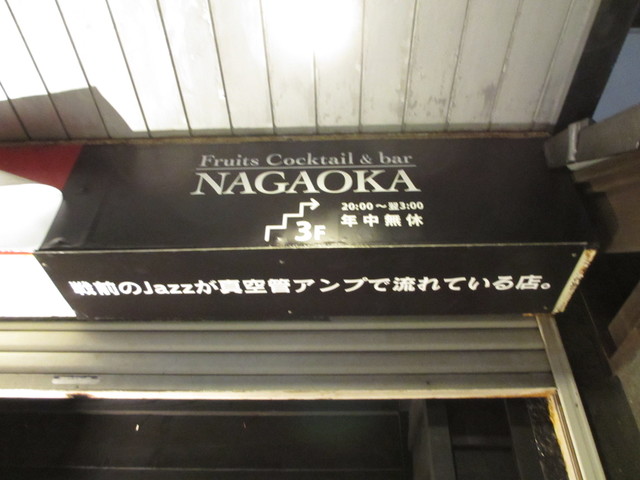 Fruits Cocktail & bar
NAGAOKA
20:00〜翌3:00
年中無休
3F
戦前のJazzが真空管アンプで流れている店。